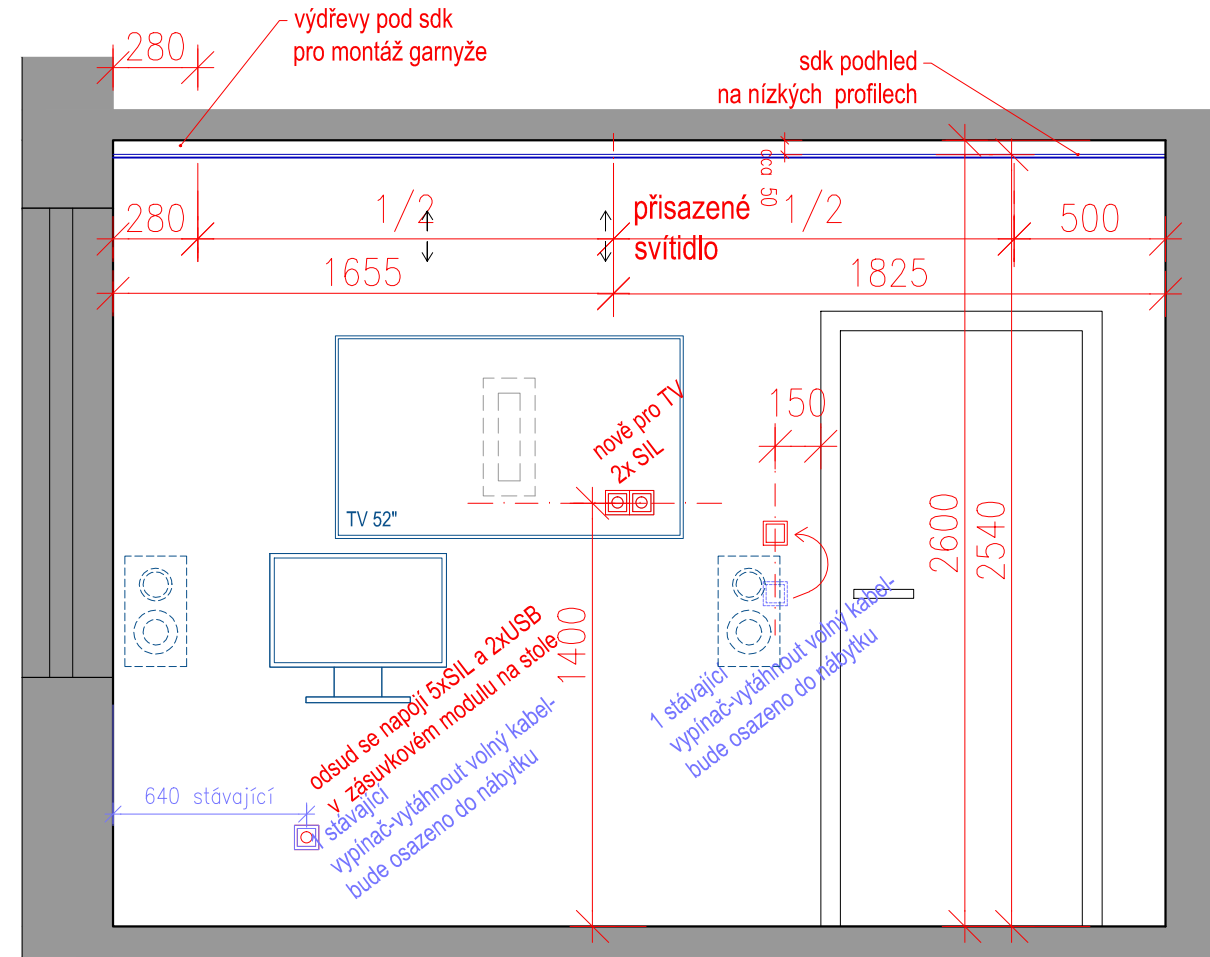 280
výdřevy pod sdk
pro montáž garnyže
sdk podhled
na nízkých profilech
cca 50
280
1/2
přisazené
svítidlo
1/2
500
1655
1825
150
nově pro TV
2x SIL
TV 52"
2600
2540
1400
odsud se napojí 5xSIL a 2xUSB
v zásuvkovém modulu na stole
1 stávající
vypínač-vytáhnout volný kabel-
bude osazeno do nábytku
1 stávající
vypínač-vytáhnout volný kabel-
bude osazeno do nábytku
640 stávající